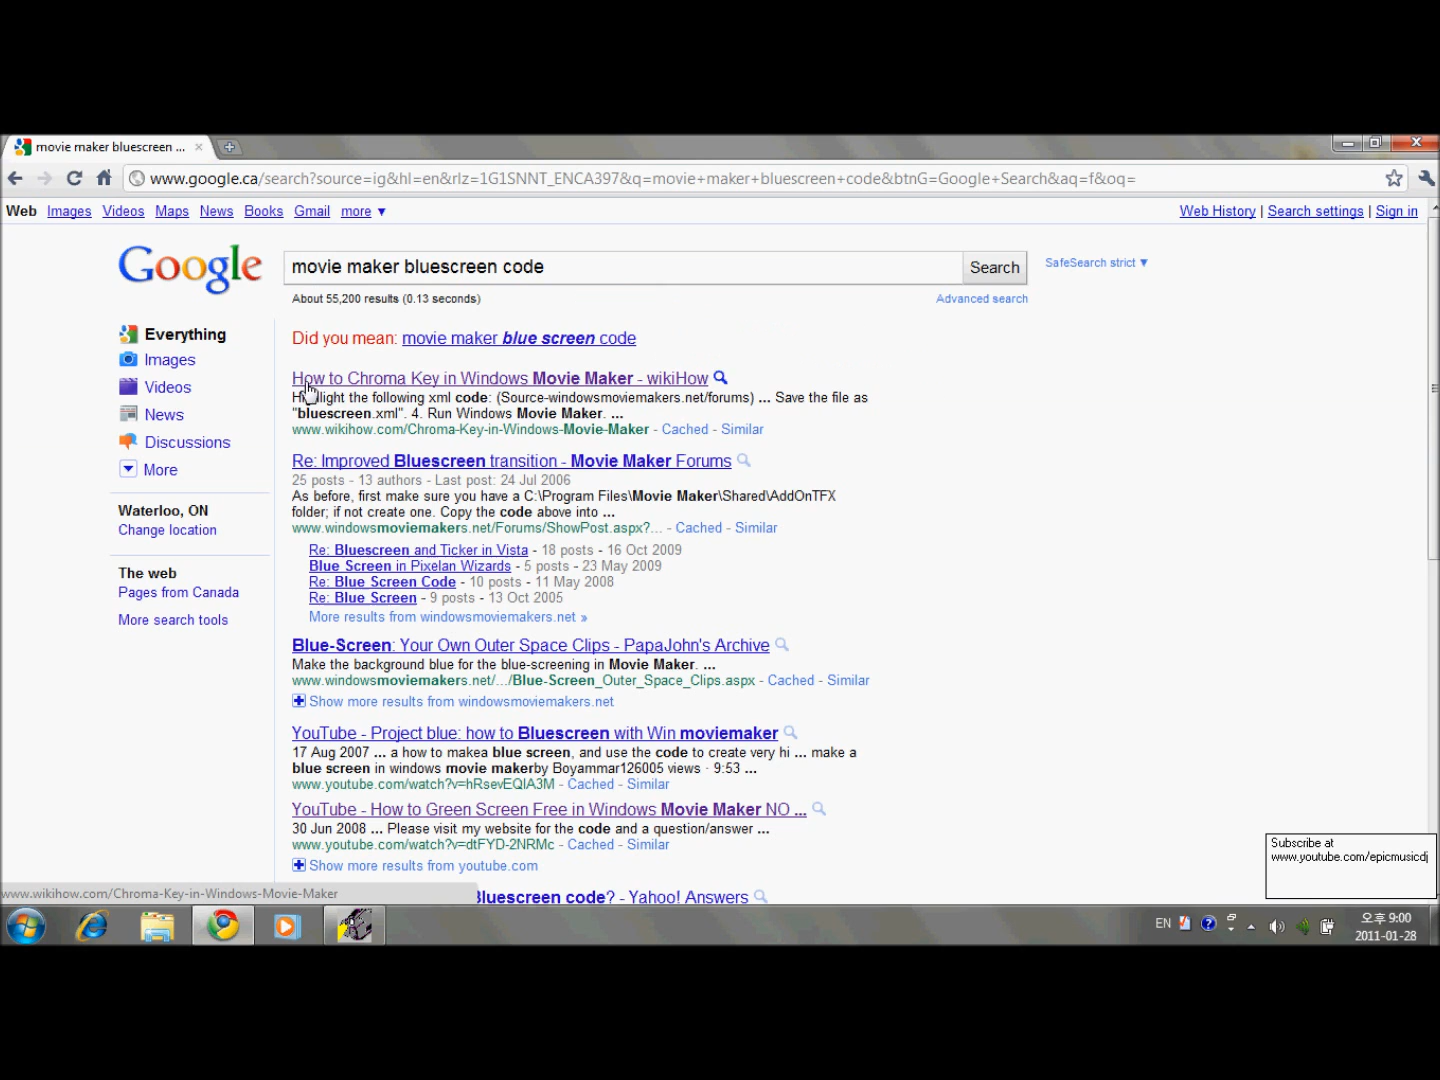 movie maker bluescreen ...
www.google.ca/search?source=ig&hl=en&rlz=1G1SNNT_ENCA397&q=movie+maker+bluescreen+code&btnG=Google+Search&aq=f&oq=
Web Images Videos Maps News Books Gmail more ▼
Web History | Search settings | Sign in
Google
movie maker bluescreen code
Search
SafeSearch strict ▼
About 55,200 results (0.13 seconds)
Advanced search
Everything
Images
Videos
News
Discussions
More
Waterloo, ON
Change location
The web
Pages from Canada
More search tools
Did you mean: movie maker blue screen code
How to Chroma Key in Windows Movie Maker - wikiHow
light the following xml code: (Source-windowsmoviemakers.net/forums) ... Save the file as
"bluescreen.xml". 4. Run Windows Movie Maker. ...
www.wikihow.com/Chroma-Key-in-Windows-Movie-Maker - Cached - Similar
Re: Improved Bluescreen transition - Movie Maker Forums
25 posts - 13 authors - Last post: 24 Jul 2006
As before, first make sure you have a C:\Program Files\Movie Maker\Shared\AddOnTFX
folder; if not create one. Copy the code above into ...
www.windowsmoviemakers.net/Forums/ShowPost.aspx?... - Cached - Similar
Re: Bluescreen and Ticker in Vista - 18 posts - 16 Oct 2009
Blue Screen in Pixelan Wizards - 5 posts - 23 May 2009
Re: Blue Screen Code - 10 posts - 11 May 2008
Re: Blue Screen - 9 posts - 13 Oct 2005
More results from windowsmoviemakers.net »
Blue-Screen: Your Own Outer Space Clips - PapaJohn's Archive
Make the background blue for the blue-screening in Movie Maker. ...
www.windowsmoviemakers.net/.../Blue-Screen_Outer_Space_Clips.aspx - Cached - Similar
Show more results from windowsmoviemakers.net
YouTube - Project blue: how to Bluescreen with Win moviemaker
17 Aug 2007 ... a how to makea blue screen, and use the code to create very hi ... make a
blue screen in windows movie makerby Boyammar126005 views · 9:53 ...
www.youtube.com/watch?v=hRsevEQIA3M - Cached - Similar
YouTube - How to Green Screen Free in Windows Movie Maker NO ...
30 Jun 2008 ... Please visit my website for the code and a question/answer ...
www.youtube.com/watch?v=dtFYD-2NRMc - Cached - Similar
Show more results from youtube.com
Bluescreen code? - Yahoo! Answers
Subscribe at
www.youtube.com/epicmusicdj
www.wikihow.com/Chroma-Key-in-Windows-Movie-Maker
EN
오후 9:00
2011-01-28